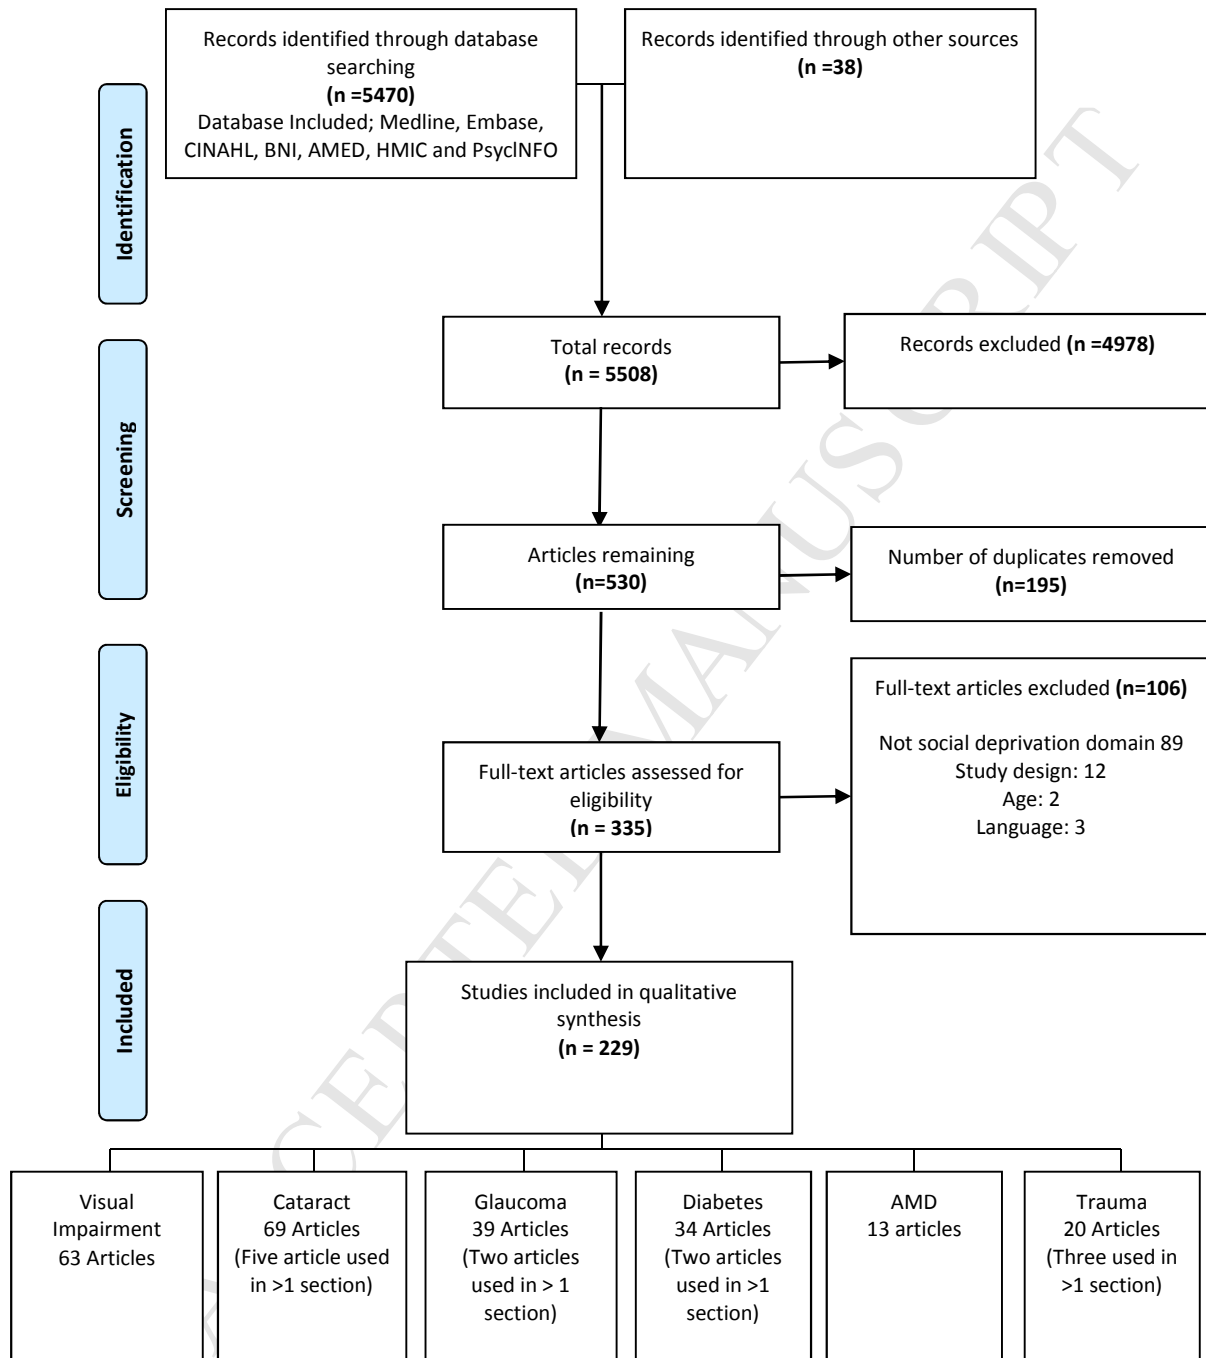 Records identified through database
searching
(n =5470)
Database Included; Medline, Embase,
CINAHL, BNI, AMED, HMIC and PsycINFO
Records identified through other sources
(n =38)
Identification
Total records
(n = 5508)
Records excluded (n =4978)
Screening
Articles remaining
(n=530)
Number of duplicates removed
(n=195)
Eligibility
Full-text articles assessed for
eligibility
(n = 335)
Full-text articles excluded (n=106)
Not social deprivation domain 89
Study design: 12
Age: 2
Language: 3
Included
Studies included in qualitative
synthesis
(n = 229)
Visual
Impairment
63 Articles
Cataract
69 Articles
(Five article used
in >1 section)
Glaucoma
39 Articles
(Two articles
used in > 1
section)
Diabetes
34 Articles
(Two articles
used in >1
section)
AMD
13 articles
Trauma
20 Articles
(Three used in
>1 section)
ACCEPTED MANUSCRIPT